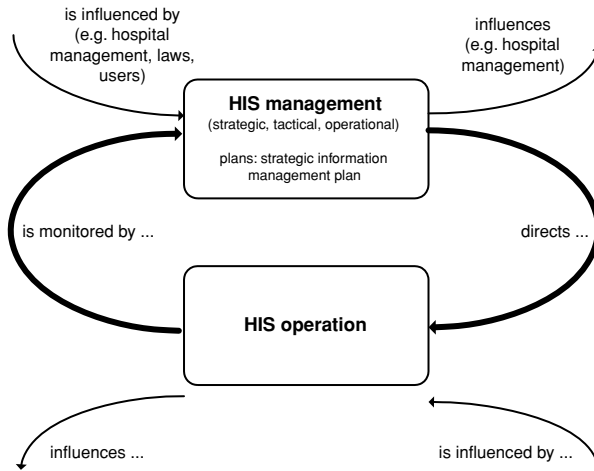 is influenced by
(e.g. hospital
management, laws,
users)
influences
(e.g. hospital
management)
HIS management
(strategic, tactical, operational)
plans: strategic information
management plan
is monitored by ...
directs ...
HIS operation
influences ...
is influenced by ...